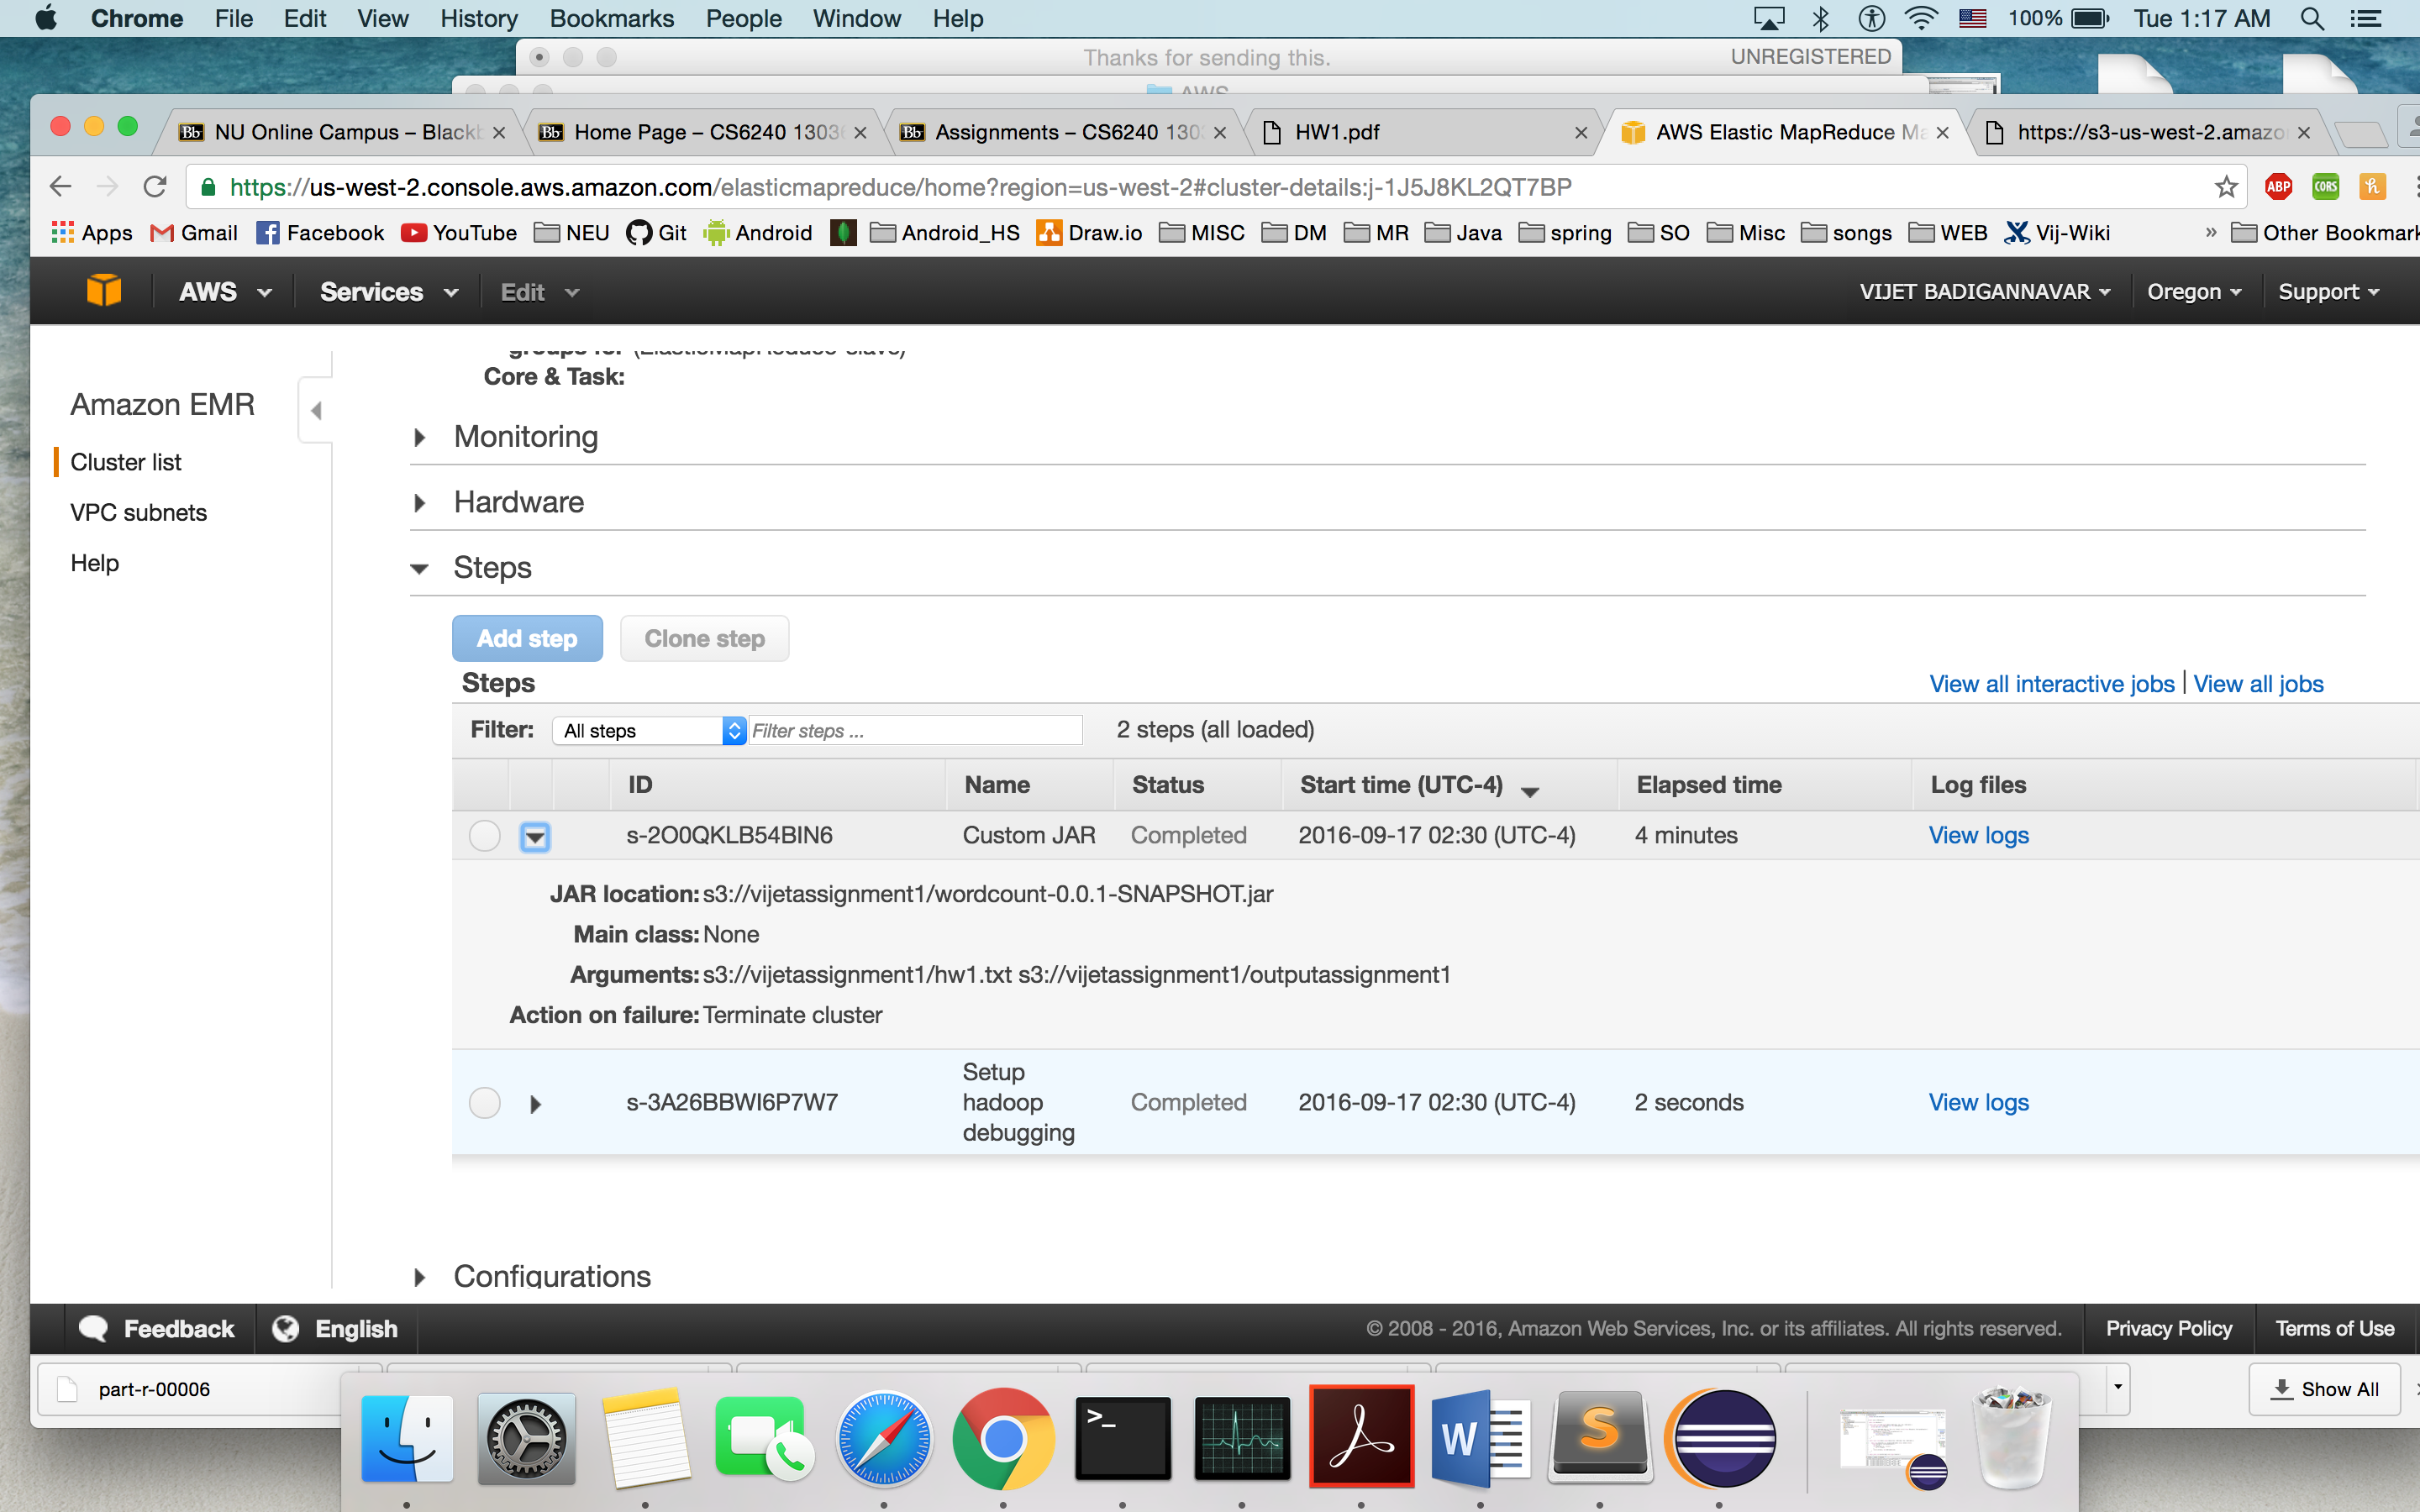 Chrome File Edit View History Bookmarks People Window Help 100% Tue 1:17 AM
Thanks for sending this. UNREGISTERED
AWS
NU Online Campus – Blackb Home Page – CS6240 1303 Assignments – CS6240 130 HW1.pdf AWS Elastic MapReduce Ma https://s3-us-west-2.amazo
https://us-west-2.console.aws.amazon.com/elasticmapreduce/home?region=us-west-2#cluster-details:j-1J5J8KL2QT7BP ABP CORS h
Apps Gmail Facebook YouTube NEU Git Android Android_HS Draw.io MISC DM MR Java spring SO Misc songs WEB Vij-Wiki » Other Bookmark
AWS Services Edit VIJET BADIGANNAVAR Oregon Support
groups for (ElasticMapReduce-slave)
Core & Task:
Amazon EMR
Cluster list
VPC subnets
Help
Monitoring
Hardware
Steps
Add step Clone step
Steps View all interactive jobs | View all jobs
Filter: All steps Filter steps ... 2 steps (all loaded)
ID Name Status Start time (UTC-4) Elapsed time Log files
s-2O0QKLB54BIN6 Custom JAR Completed 2016-09-17 02:30 (UTC-4) 4 minutes View logs
JAR location: s3://vijetassignment1/wordcount-0.0.1-SNAPSHOT.jar
Main class: None
Arguments: s3://vijetassignment1/hw1.txt s3://vijetassignment1/outputassignment1
Action on failure: Terminate cluster
s-3A26BBWI6P7W7 Setup hadoop debugging Completed 2016-09-17 02:30 (UTC-4) 2 seconds View logs
Configurations
Feedback English © 2008 - 2016, Amazon Web Services, Inc. or its affiliates. All rights reserved. Privacy Policy Terms of Use
part-r-00006 Show All